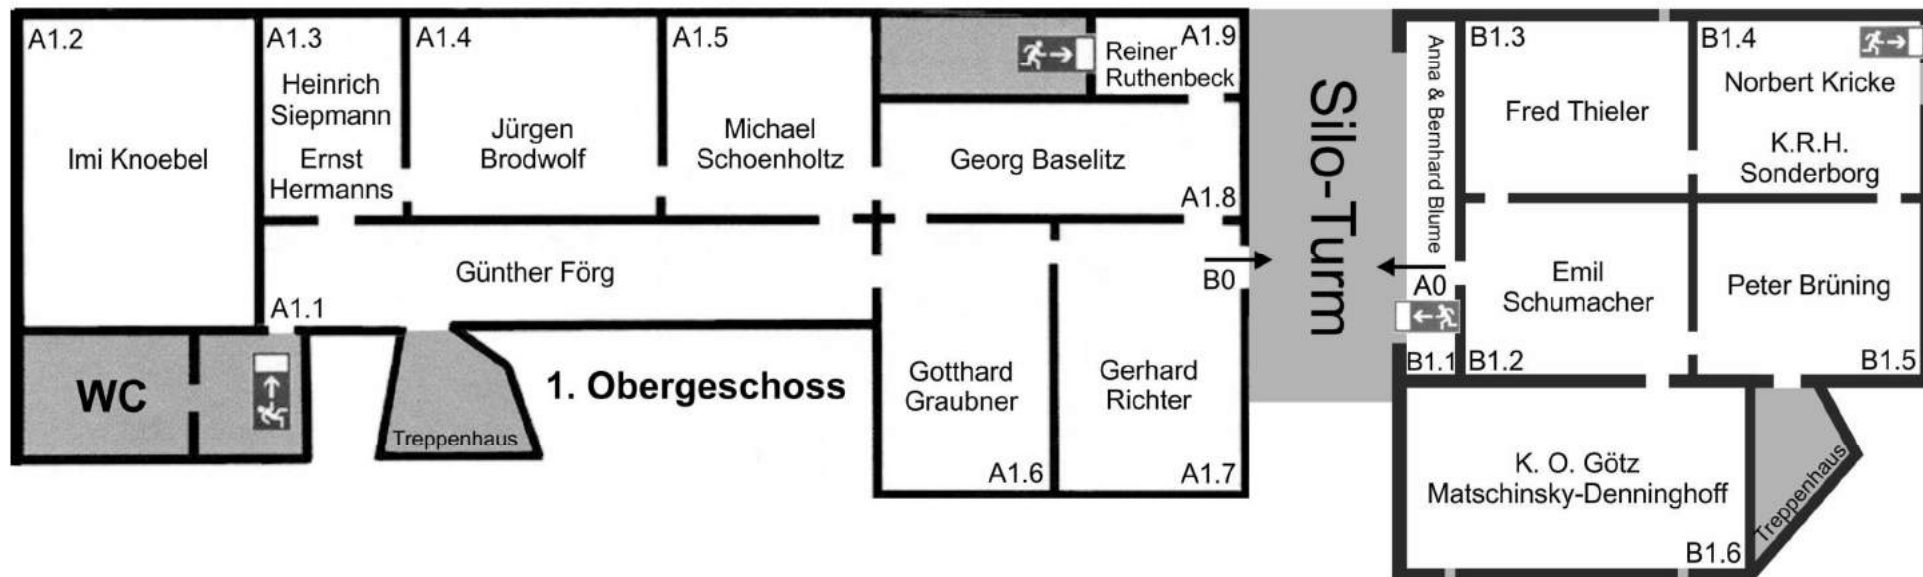 A1.2
Imi Knoebel
A1.3
Heinrich
Siepmann
Ernst
Hermanns
A1.4
Jürgen
Brodwolf
A1.5
Michael
Schoenholtz
A1.9
Reiner
Ruthenbeck
Georg Baselitz
A1.8
Günther Förg
A1.1
WC
Treppenhaus
1. Obergeschoss
Gotthard
Graubner
A1.6
Gerhard
Richter
A1.7
B0
Silo-Turm
Anna & Bernhard Blume
A0
B1.1
B1.3
Fred Thieler
B1.4
Norbert Kricke
K.R.H.
Sonderborg
Emil
Schumacher
B1.2
Peter Brüning
B1.5
K. O. Götz
Matschinsky-Denninghoff
B1.6
Treppenhaus